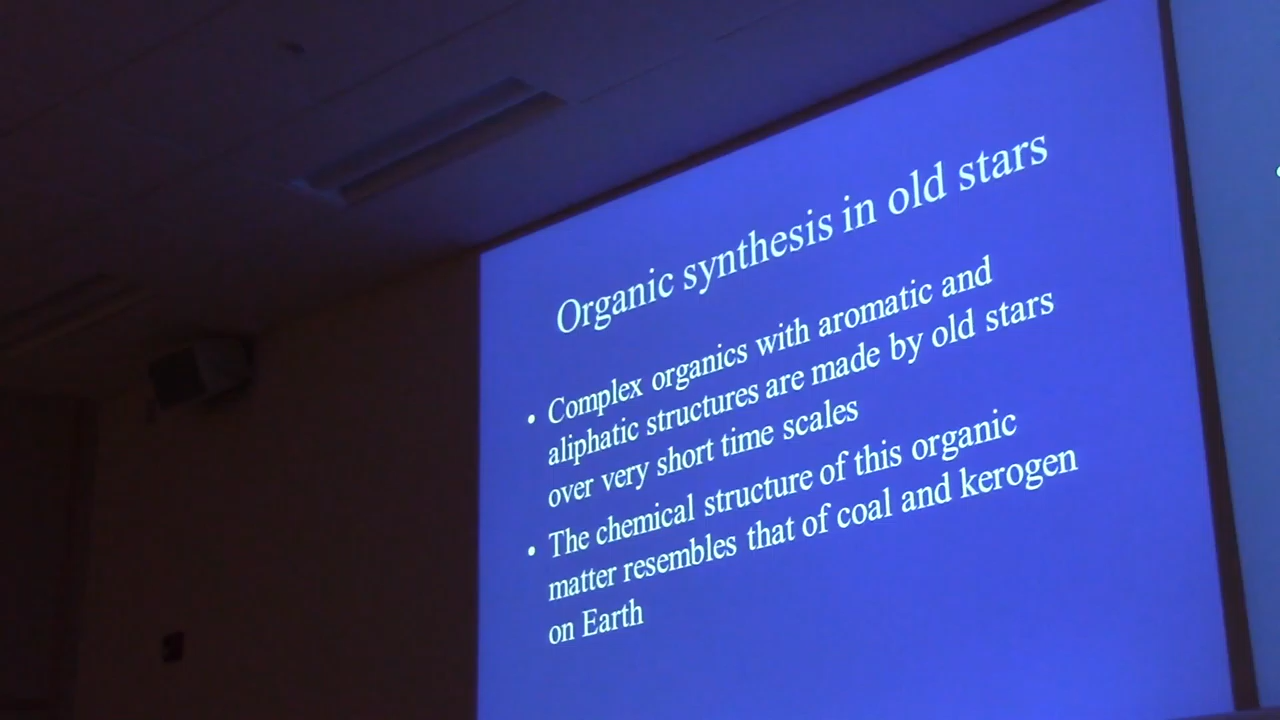 Organic synthesis in old stars
• Complex organics with aromatic and
aliphatic structures are made by old stars
over very short time scales
• The chemical structure of this organic
matter resembles that of coal and kerogen
on Earth